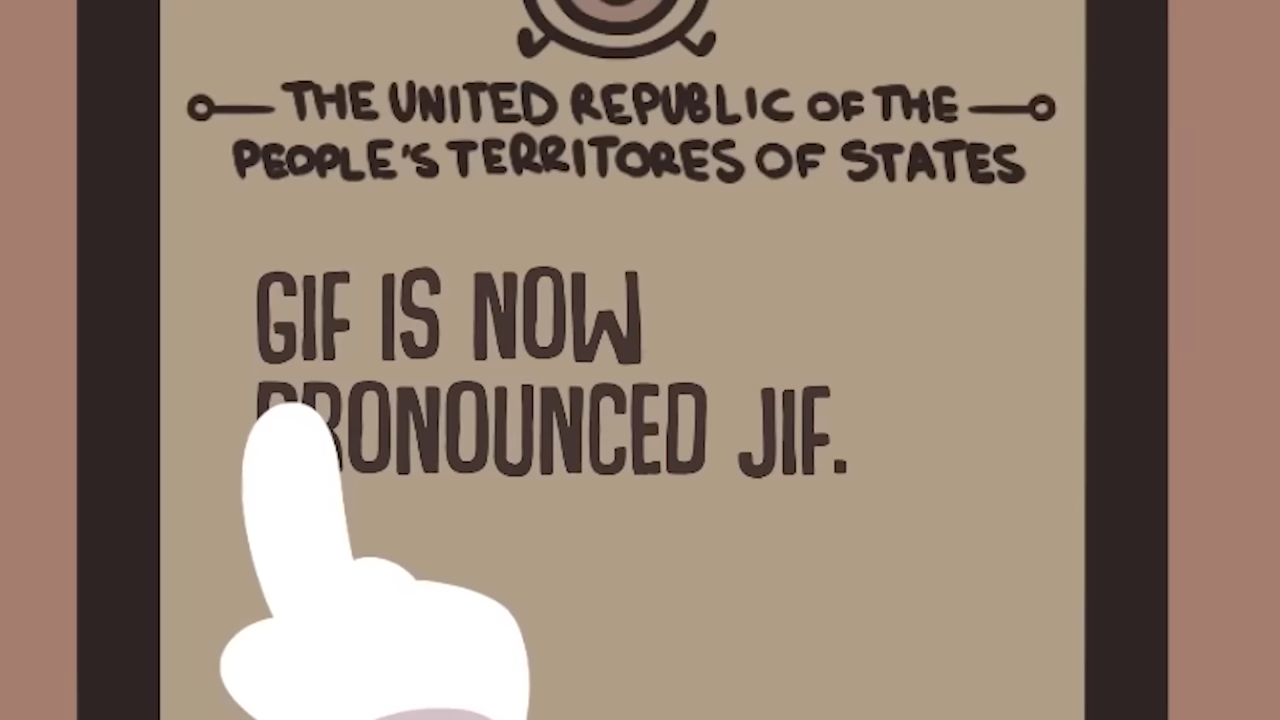 THE UNITED REPUBLIC OF THE
PEOPLE'S TERRITORES OF STATES
GIF IS NOW
PRONOUNCED JIF.